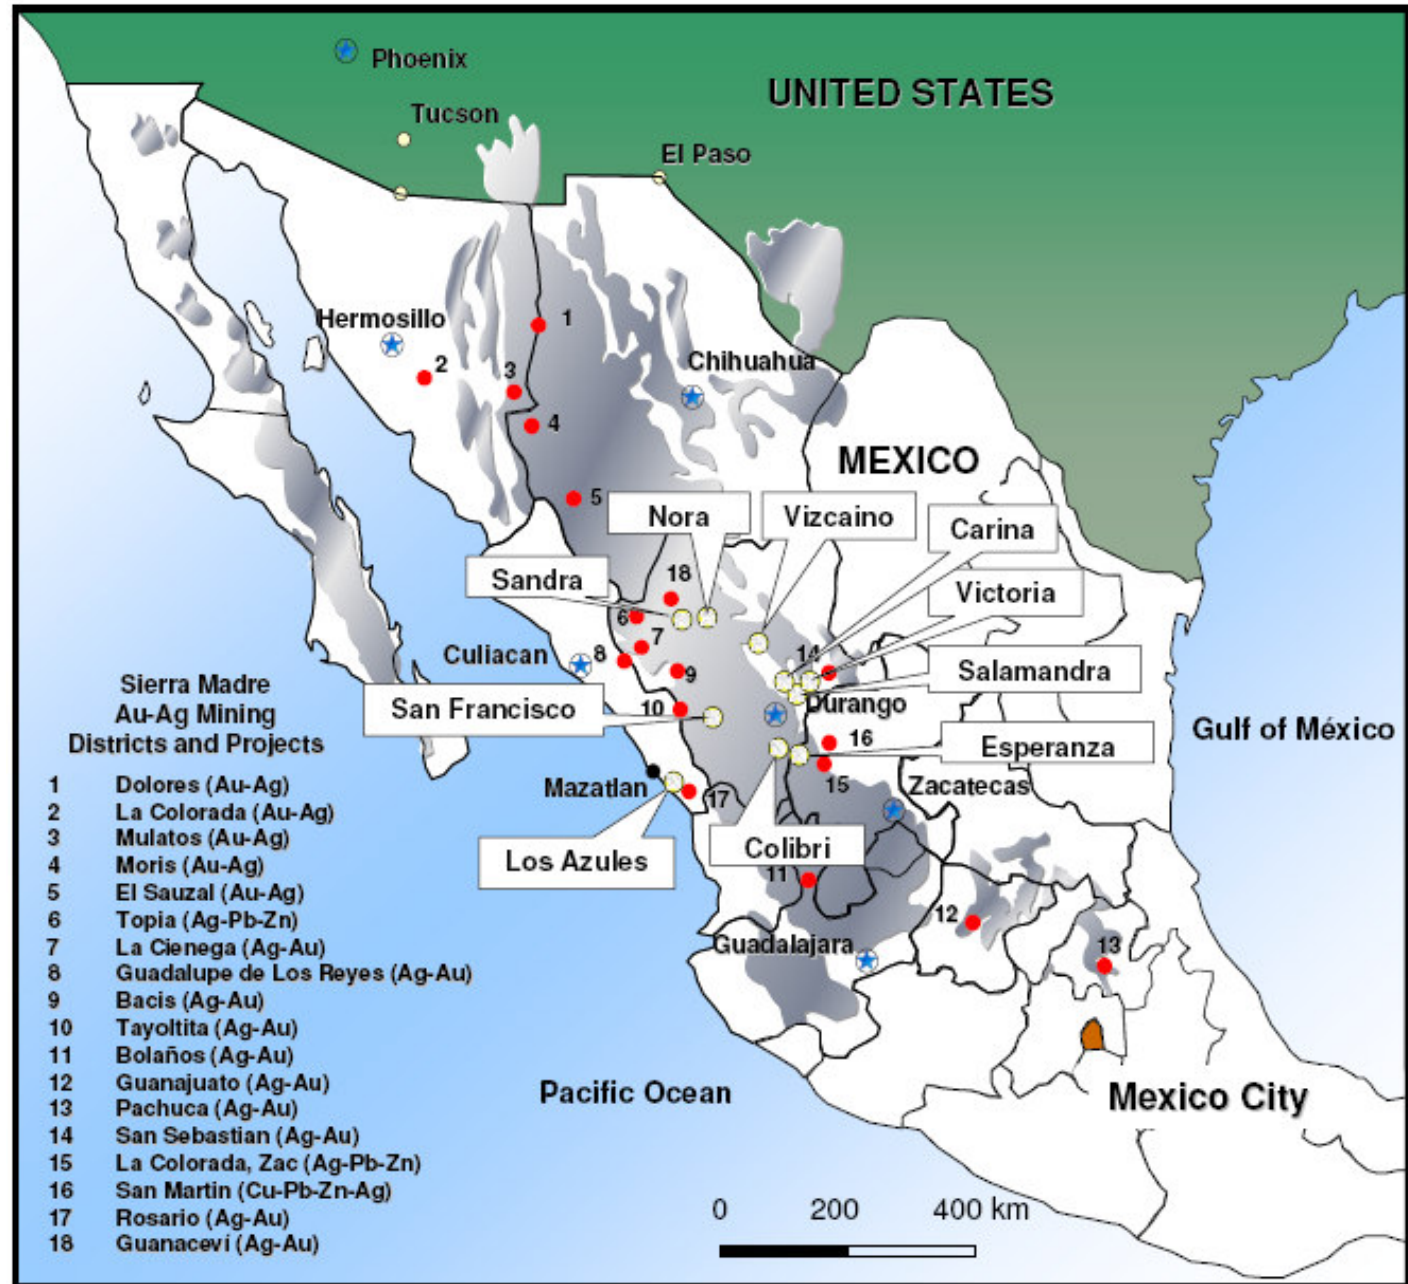 Phoenix
UNITED STATES
Tucson
El Paso
Hermosillo
1
2
3
Chihuahua
4
MEXICO
5
Nora
Vizcaino
Carina
Sandra
18
Victoria
6
7
14
Culiacan
8
9
Salamandra
San Francisco
10
Durango
Gulf of México
16
Esperanza
15
Mazatlan
17
Zacatecas
Los Azules
Colibri
11
12
Guadalajara
13
Pacific Ocean
Mexico City
Sierra Madre
Au-Ag Mining
Districts and Projects
1 Dolores (Au-Ag)
2 La Colorada (Au-Ag)
3 Mulatos (Au-Ag)
4 Moris (Au-Ag)
5 El Sauzal (Au-Ag)
6 Topia (Ag-Pb-Zn)
7 La Cienega (Ag-Au)
8 Guadalupe de Los Reyes (Ag-Au)
9 Bacis (Ag-Au)
10 Tayoltita (Ag-Au)
11 Bolaños (Ag-Au)
12 Guanajuato (Ag-Au)
13 Pachuca (Ag-Au)
14 San Sebastian (Ag-Au)
15 La Colorada, Zac (Ag-Pb-Zn)
16 San Martin (Cu-Pb-Zn-Ag)
17 Rosario (Ag-Au)
18 Guanacevi (Ag-Au)
0 200 400 km